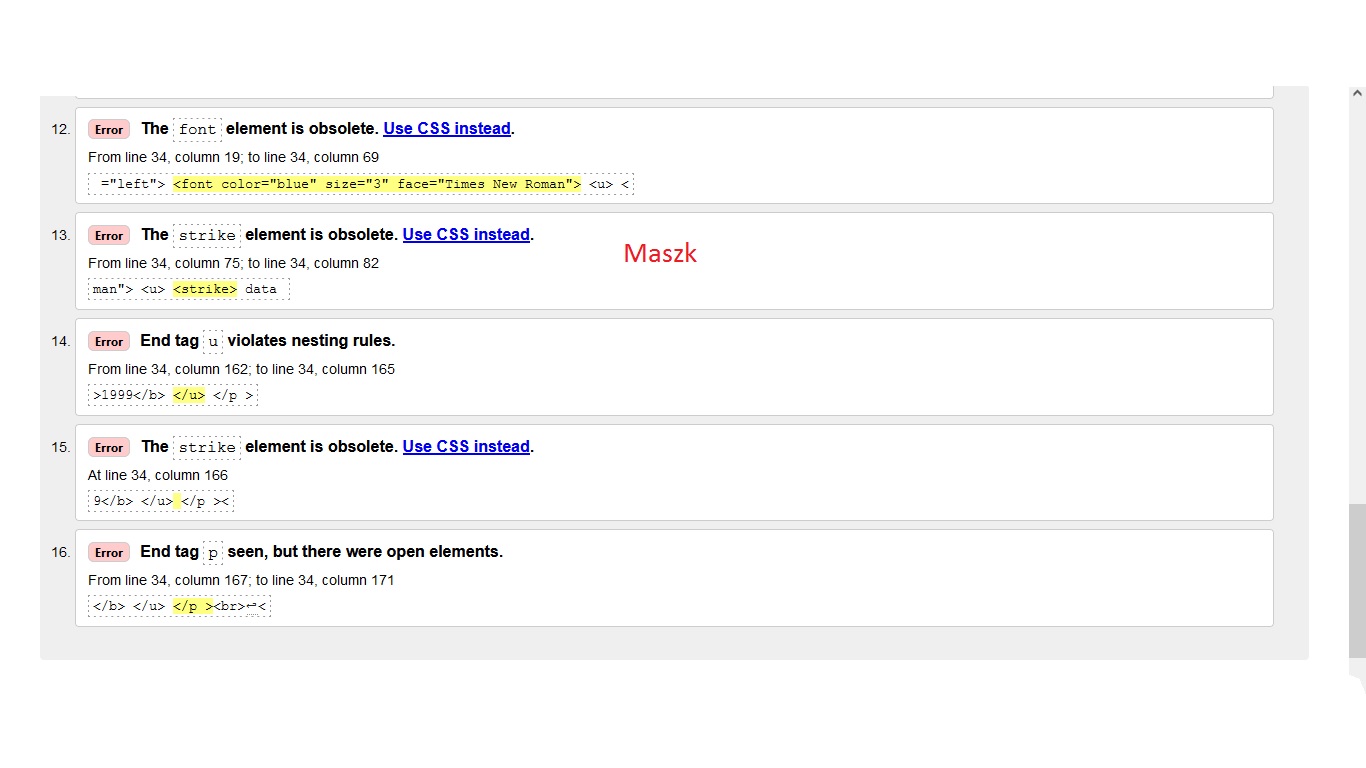 12. Error The font element is obsolete. Use CSS instead.
From line 34, column 19; to line 34, column 69
="left"> <font color="blue" size="3" face="Times New Roman"> <u> <
13. Error The strike element is obsolete. Use CSS instead.
Maszk
From line 34, column 75; to line 34, column 82
man"> <u> <strike> data
14. Error End tag u violates nesting rules.
From line 34, column 162; to line 34, column 165
>1999</b> </u> </p >
15. Error The strike element is obsolete. Use CSS instead.
At line 34, column 166
9</b> </u> </p ><
16. Error End tag p seen, but there were open elements.
From line 34, column 167; to line 34, column 171
</b> </u> </p ><br>↩<